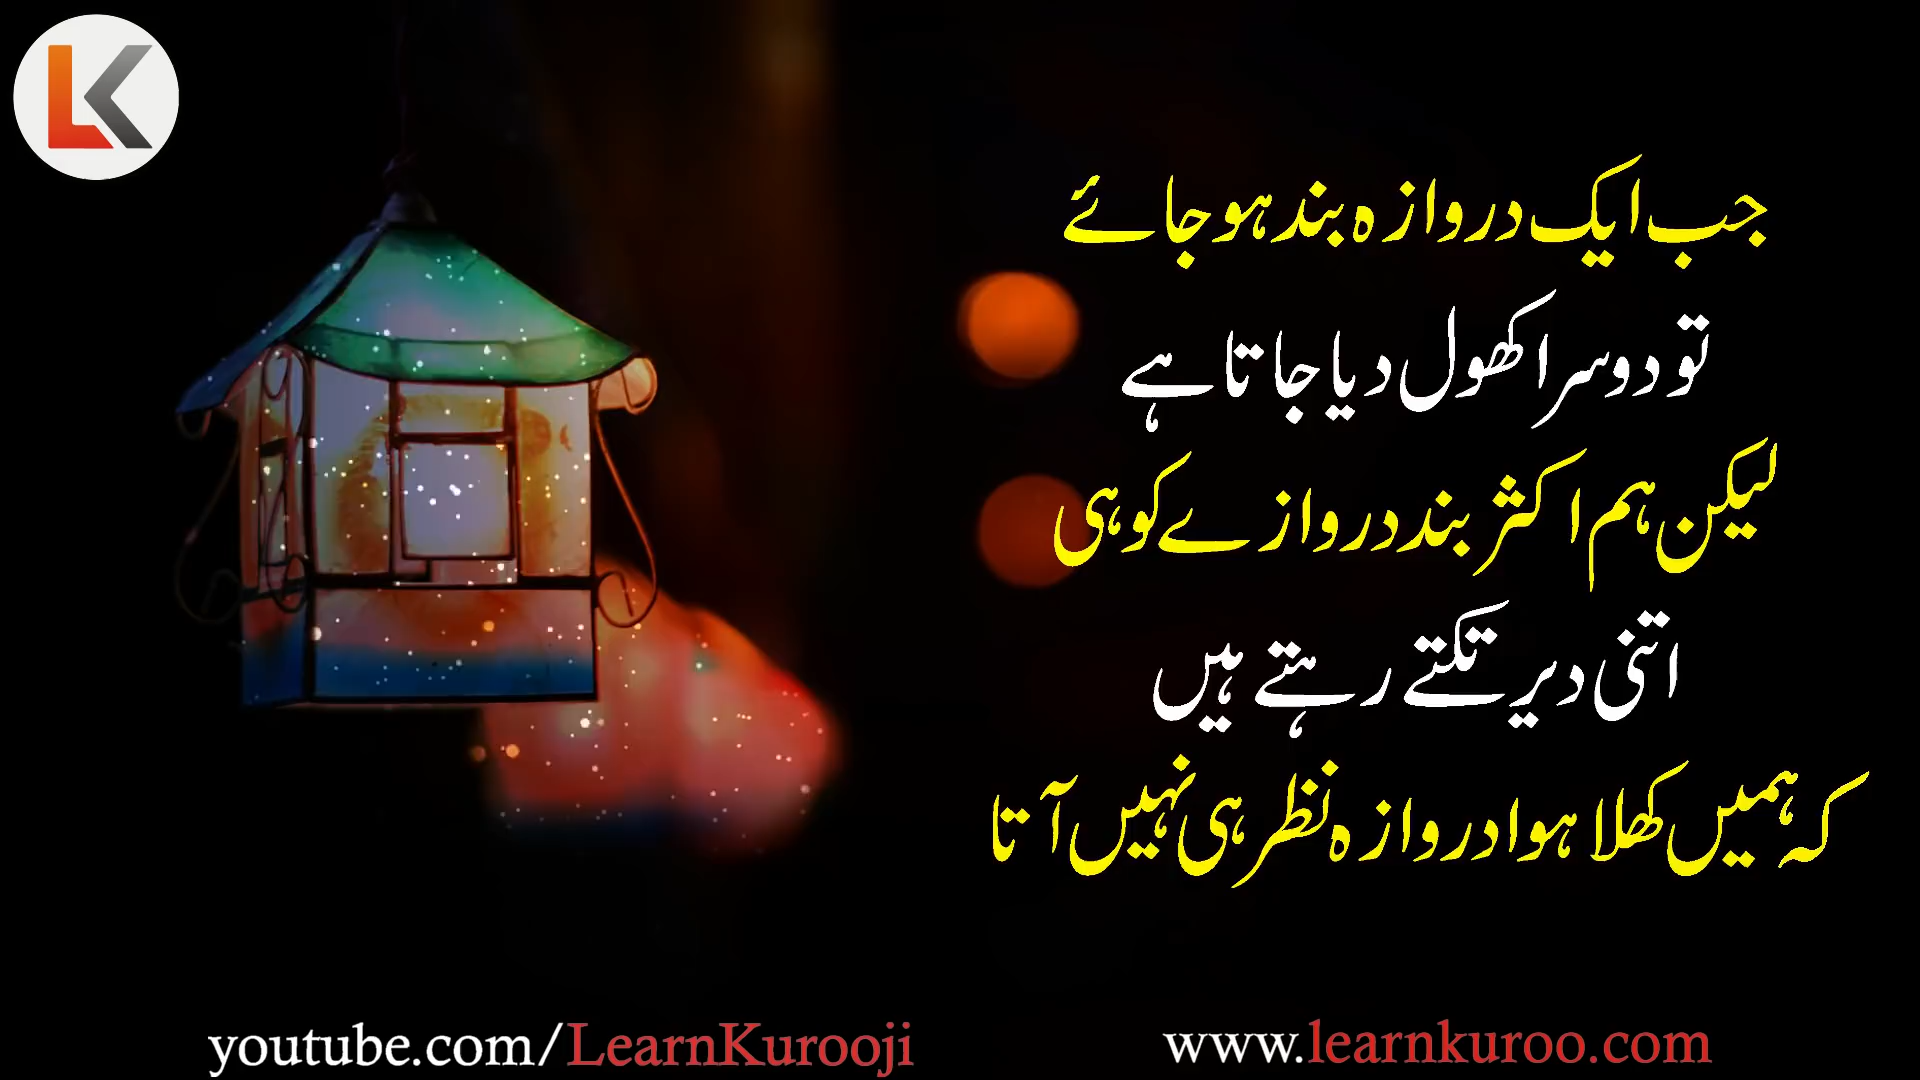 LK
جب ایک دروازہ بند ہو جائے
تو دوسرا کھول دیا جاتا ہے
لیکن ہم اکثر بند دروازے کو ہی
اتنی دیر تکتے رہتے ہیں
کہ ہمیں کھلا ہوا دروازہ نظر ہی نہیں آتا
youtube.com/LearnKurooji
www.learnkuroo.com